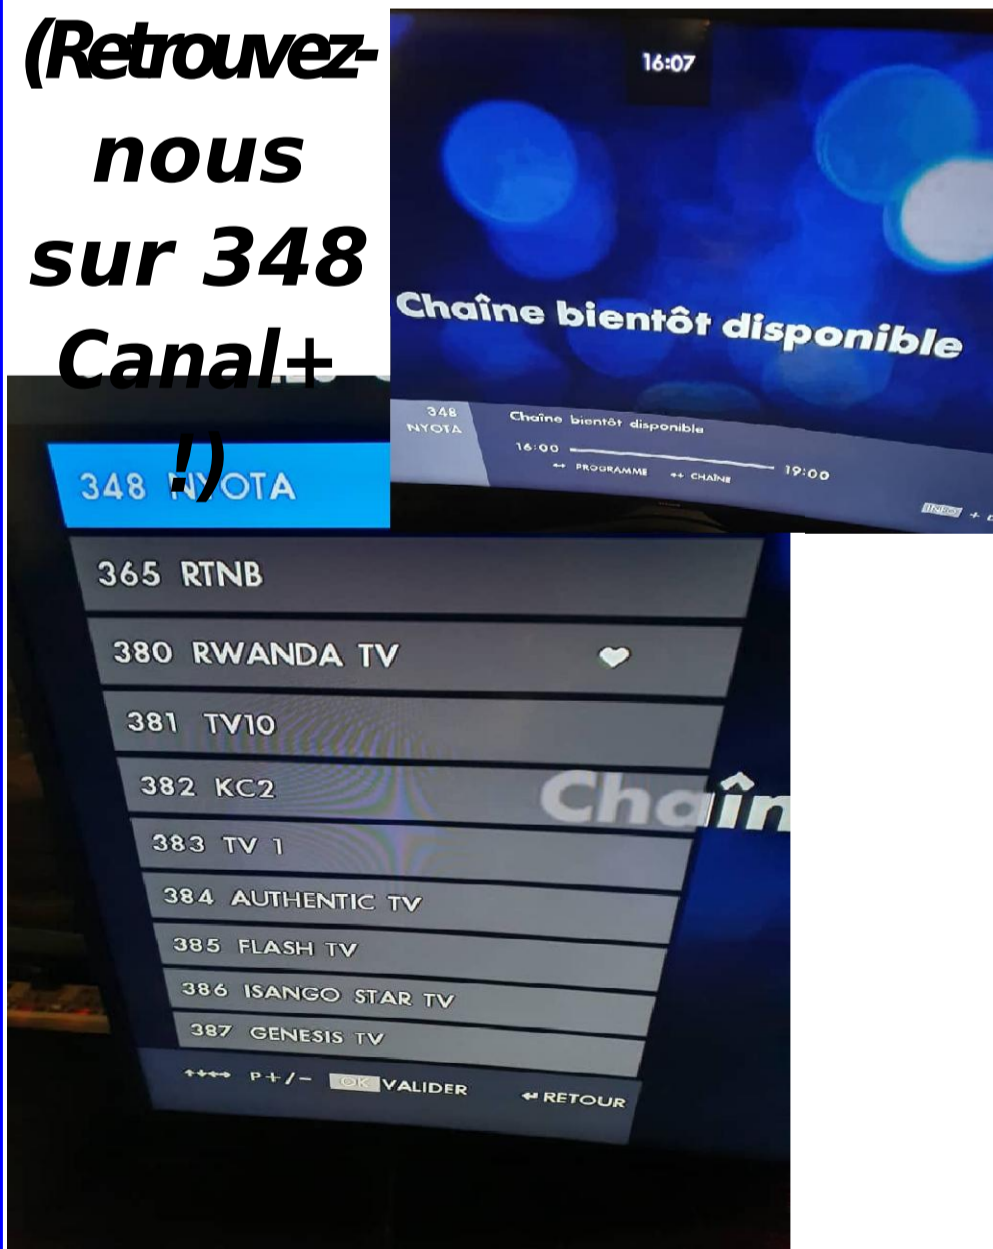 (Retrouvez-
nous
sur 348
Canal+
!)
16:07
Chaîne bientôt disponible
348
NYOTA
Chaîne bientôt disponible
16:00
19:00
↔ PROGRAMME
↔ CHAÎNE
348 NYOTA
365 RTNB
380 RWANDA TV
381 TV10
382 KC2
383 TV 1
384 AUTHENTIC TV
385 FLASH TV
386 ISANGO STAR TV
387 GENESIS TV
P+/- OK VALIDER
RETOUR